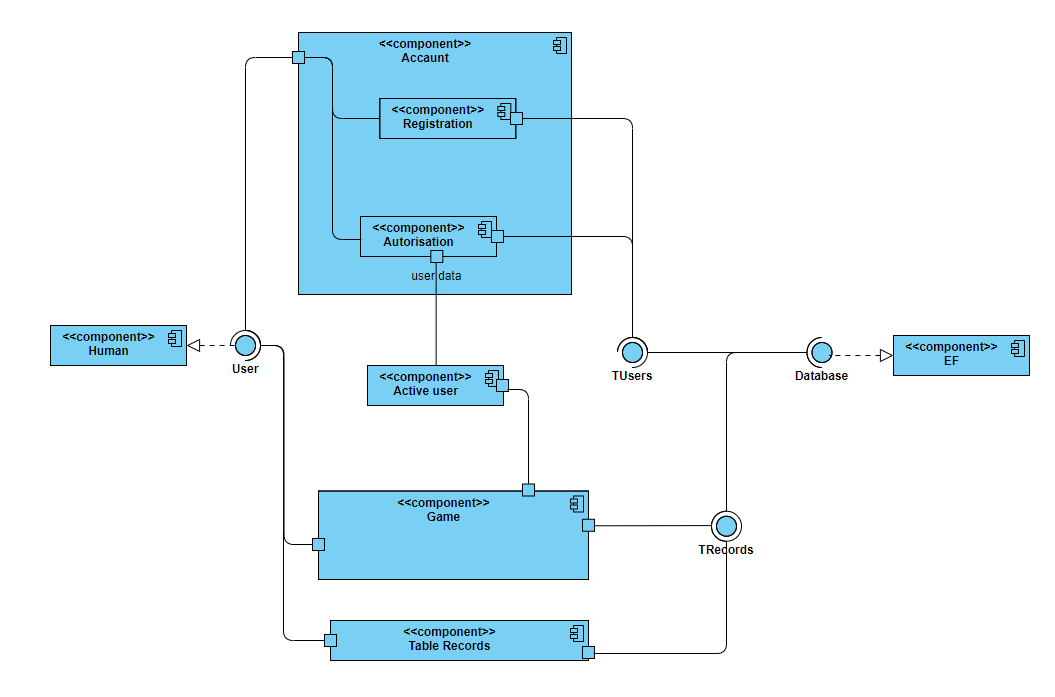 <<component>>
Accaunt
<<component>>
Registration
<<component>>
Autorisation
user data
<<component>>
Human
User
<<component>>
Active user
TUsers
Database
<<component>>
EF
<<component>>
Game
TRecords
<<component>>
Table Records